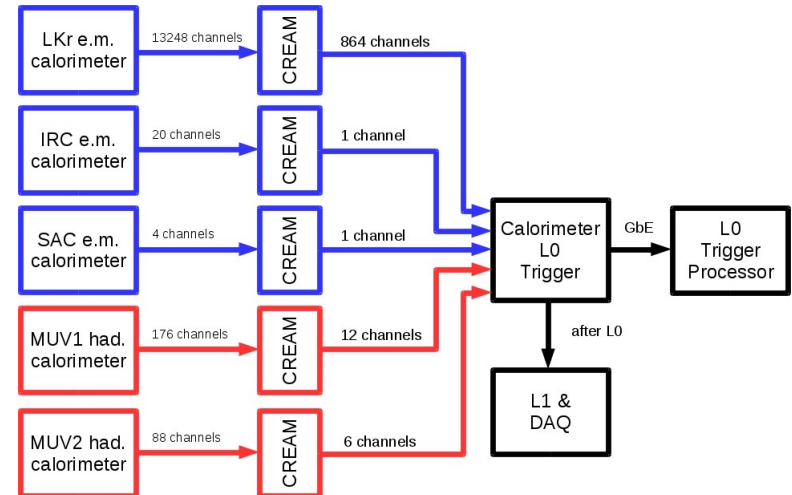 LKr e.m.
calorimeter
13248 channels
CREAM
864 channels
IRC e.m.
calorimeter
20 channels
CREAM
1 channel
SAC e.m.
calorimeter
4 channels
CREAM
1 channel
Calorimeter
L0
Trigger
GbE
L0
Trigger
Processor
MUV1 had.
calorimeter
176 channels
CREAM
12 channels
after L0
L1 &
DAQ
MUV2 had.
calorimeter
88 channels
CREAM
6 channels